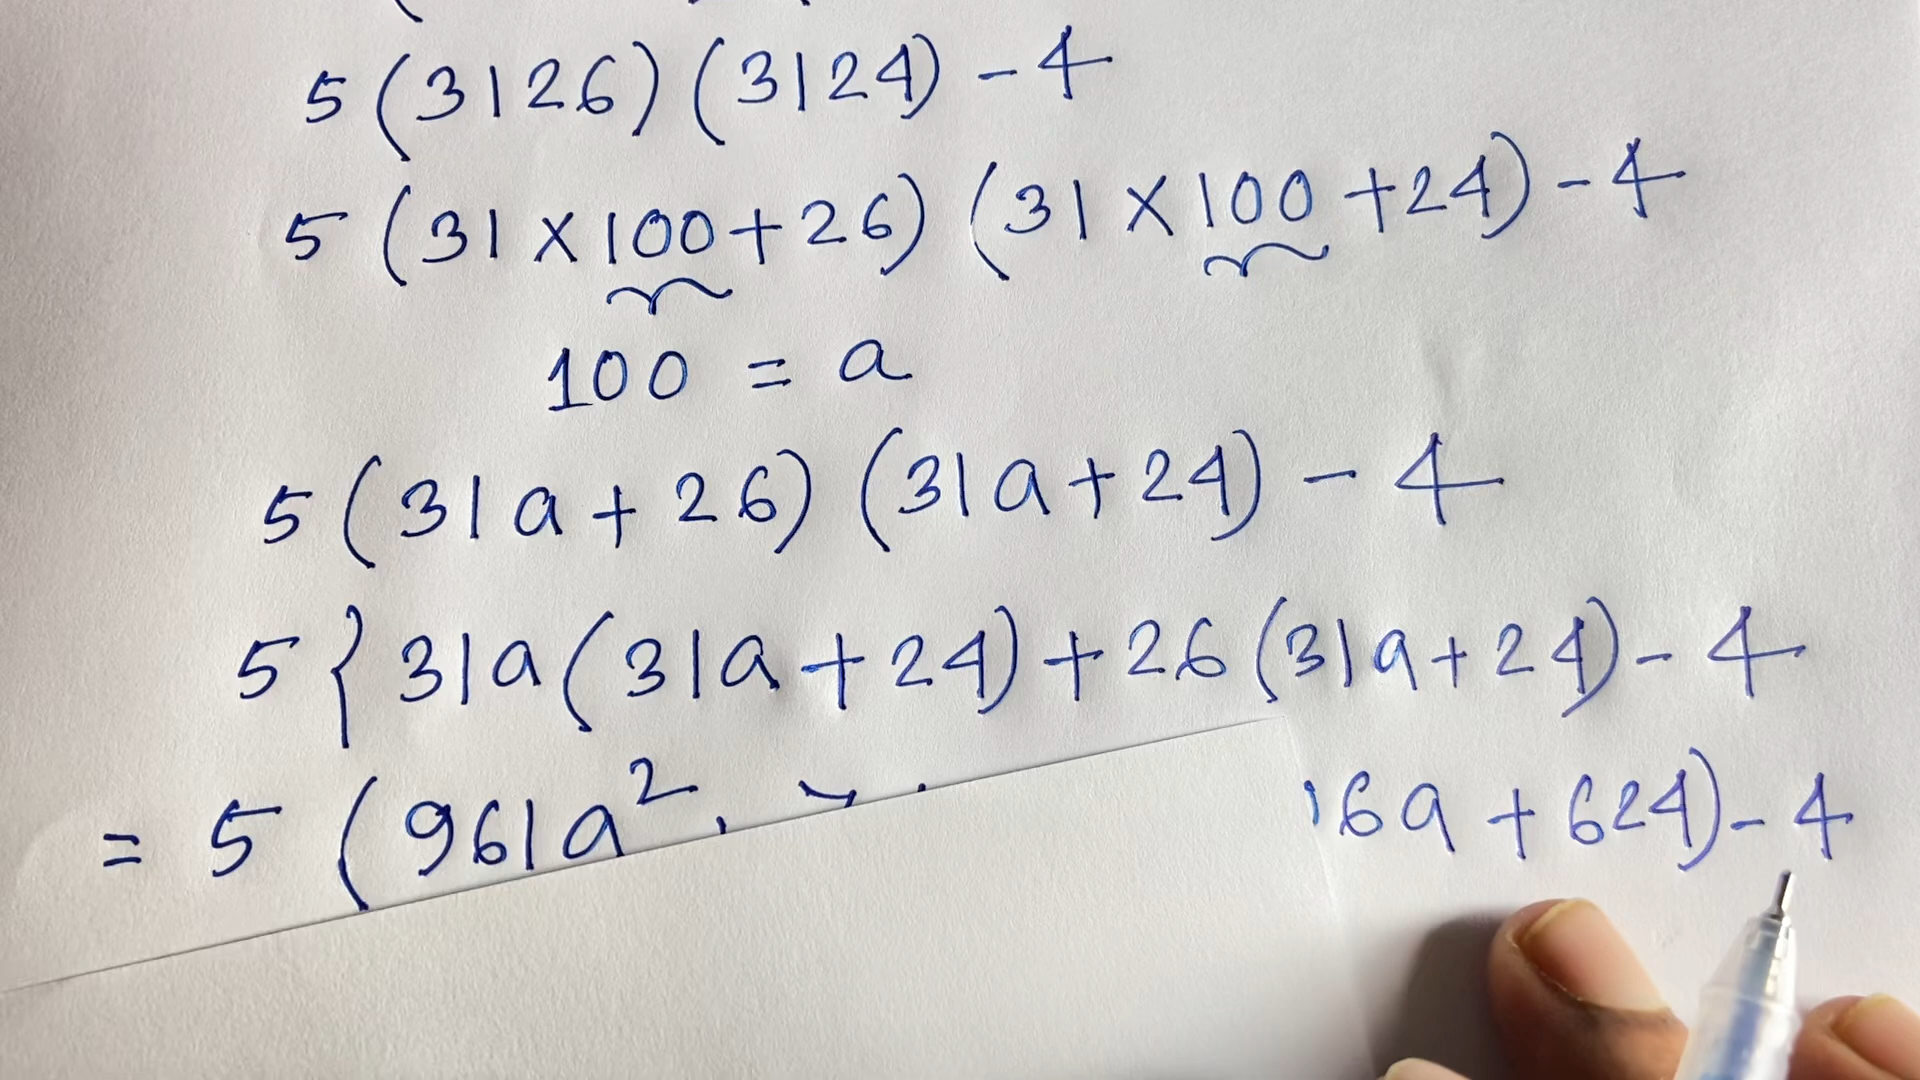 5(3126)(3124)-4
5(31×100+26)(31×100+24)-4
100 = a
5(31a+26)(31a+24)-4
5{31a(31a+24)+26(31a+24)-4
= 5(961a² 6a+624)-4